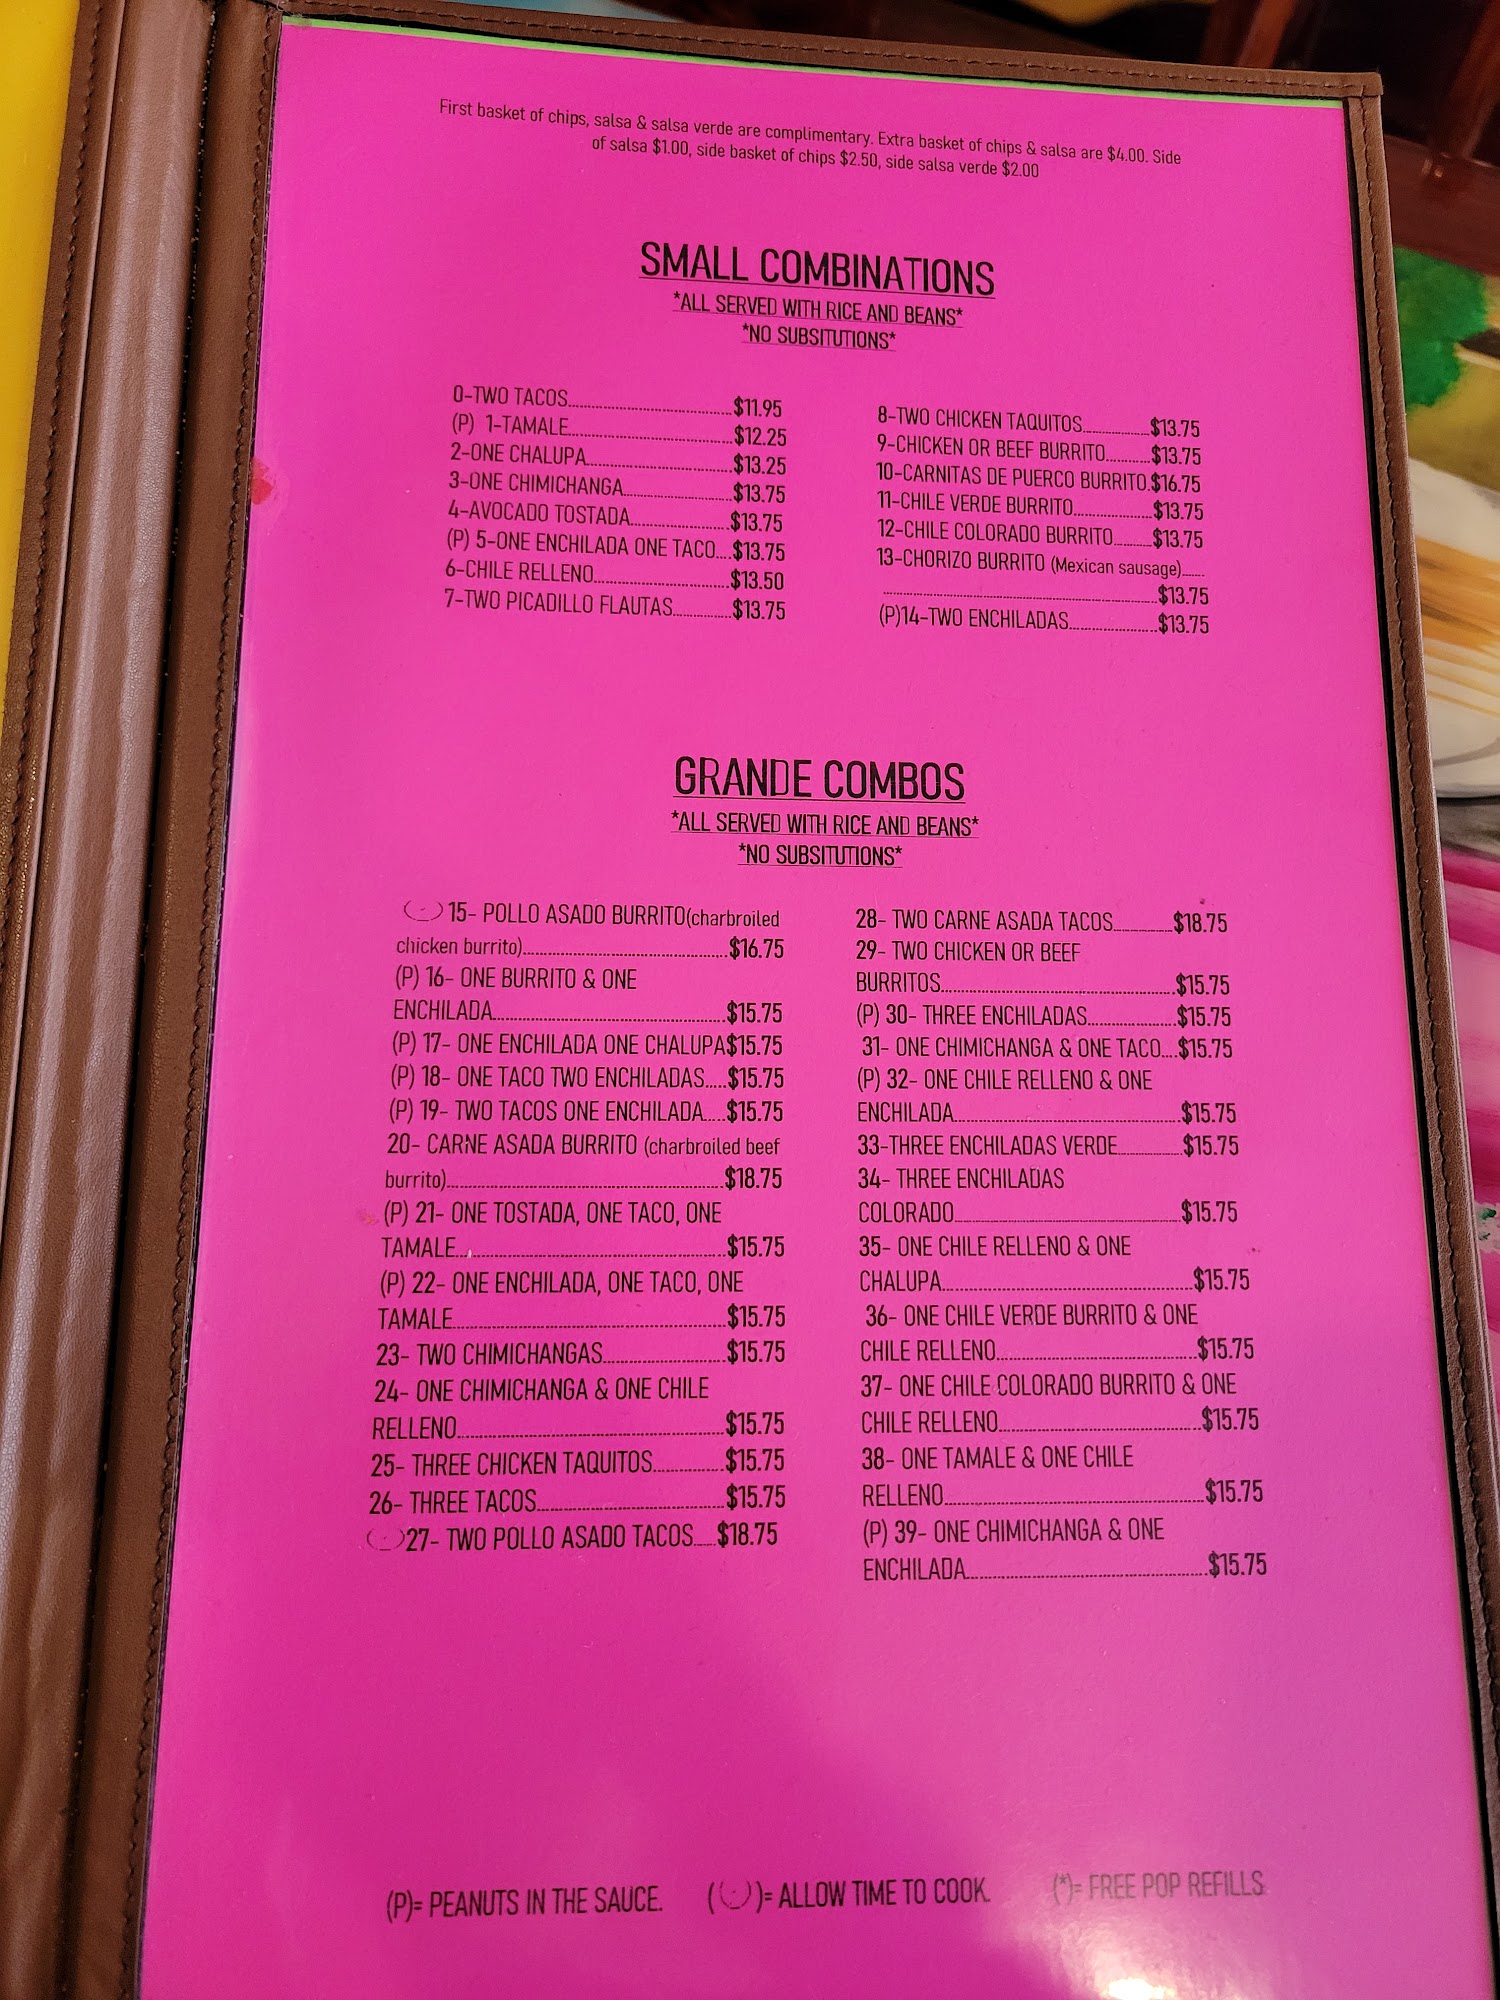 First basket of chips, salsa & salsa verde are complimentary. Extra basket of chips & salsa are $4.00. Side
of salsa $1.00, side basket of chips $2.50, side salsa verde $2.00
SMALL COMBINATIONS
*ALL SERVED WITH RICE AND BEANS*
*NO SUBSITUTIONS*
0-TWO TACOS $11.95
(P) 1-TAMALE $12.25
2-ONE CHALUPA $13.25
3-ONE CHIMICHANGA $13.75
4-AVOCADO TOSTADA $13.75
(P) 5-ONE ENCHILADA ONE TACO $13.75
6-CHILE RELLENO $13.50
7-TWO PICADILLO FLAUTAS $13.75
8-TWO CHICKEN TAQUITOS $13.75
9-CHICKEN OR BEEF BURRITO $13.75
10-CARNITAS DE PUERCO BURRITO $16.75
11-CHILE VERDE BURRITO $13.75
12-CHILE COLORADO BURRITO $13.75
13-CHORIZO BURRITO (Mexican sausage)
$13.75
(P)14-TWO ENCHILADAS $13.75
GRANDE COMBOS
*ALL SERVED WITH RICE AND BEANS*
*NO SUBSITUTIONS*
15- POLLO ASADO BURRITO(charbroiled
chicken burrito) $16.75
(P) 16- ONE BURRITO & ONE
ENCHILADA $15.75
(P) 17- ONE ENCHILADA ONE CHALUPA$15.75
(P) 18- ONE TACO TWO ENCHILADAS $15.75
(P) 19- TWO TACOS ONE ENCHILADA $15.75
20- CARNE ASADA BURRITO (charbroiled beef
burrito) $18.75
(P) 21- ONE TOSTADA, ONE TACO, ONE
TAMALE $15.75
(P) 22- ONE ENCHILADA, ONE TACO, ONE
TAMALE $15.75
23- TWO CHIMICHANGAS $15.75
24- ONE CHIMICHANGA & ONE CHILE
RELLENO $15.75
25- THREE CHICKEN TAQUITOS $15.75
26- THREE TACOS $15.75
27- TWO POLLO ASADO TACOS $18.75
28- TWO CARNE ASADA TACOS $18.75
29- TWO CHICKEN OR BEEF
BURRITOS $15.75
(P) 30- THREE ENCHILADAS $15.75
31- ONE CHIMICHANGA & ONE TACO $15.75
(P) 32- ONE CHILE RELLENO & ONE
ENCHILADA $15.75
33-THREE ENCHILADAS VERDE $15.75
34- THREE ENCHILADAS
COLORADO $15.75
35- ONE CHILE RELLENO & ONE
CHALUPA $15.75
36- ONE CHILE VERDE BURRITO & ONE
CHILE RELLENO $15.75
37- ONE CHILE COLORADO BURRITO & ONE
CHILE RELLENO $15.75
38- ONE TAMALE & ONE CHILE
RELLENO $15.75
(P) 39- ONE CHIMICHANGA & ONE
ENCHILADA $15.75
(P)= PEANUTS IN THE SAUCE. ( )= ALLOW TIME TO COOK. (*)= FREE POP REFILLS